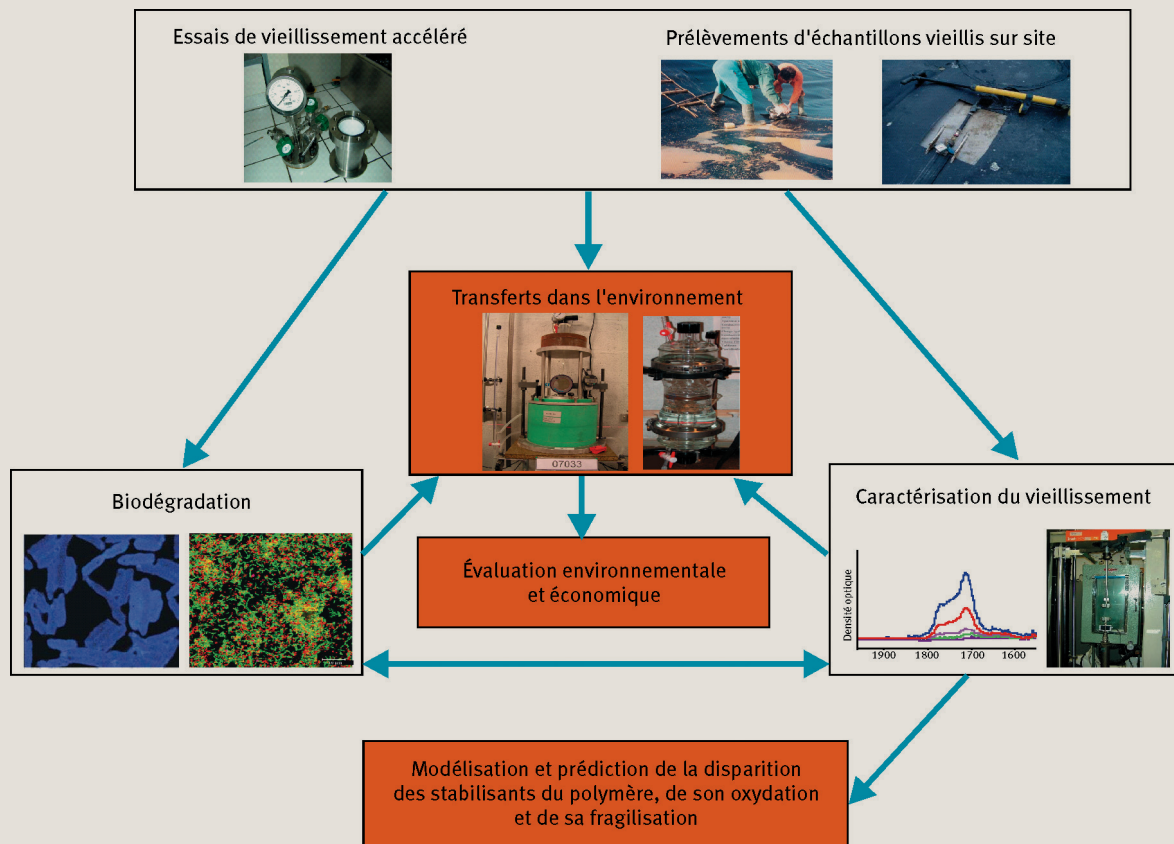 Essais de vieillissement accéléré
Prélèvements d'échantillons vieillis sur site
Transferts dans l'environnement
07033
Biodégradation
Caractérisation du vieillissement
Densité optique
1900 1800 1700 1600
Évaluation environnementale
et économique
Modélisation et prédiction de la disparition
des stabilisants du polymère, de son oxydation
et de sa fragilisation